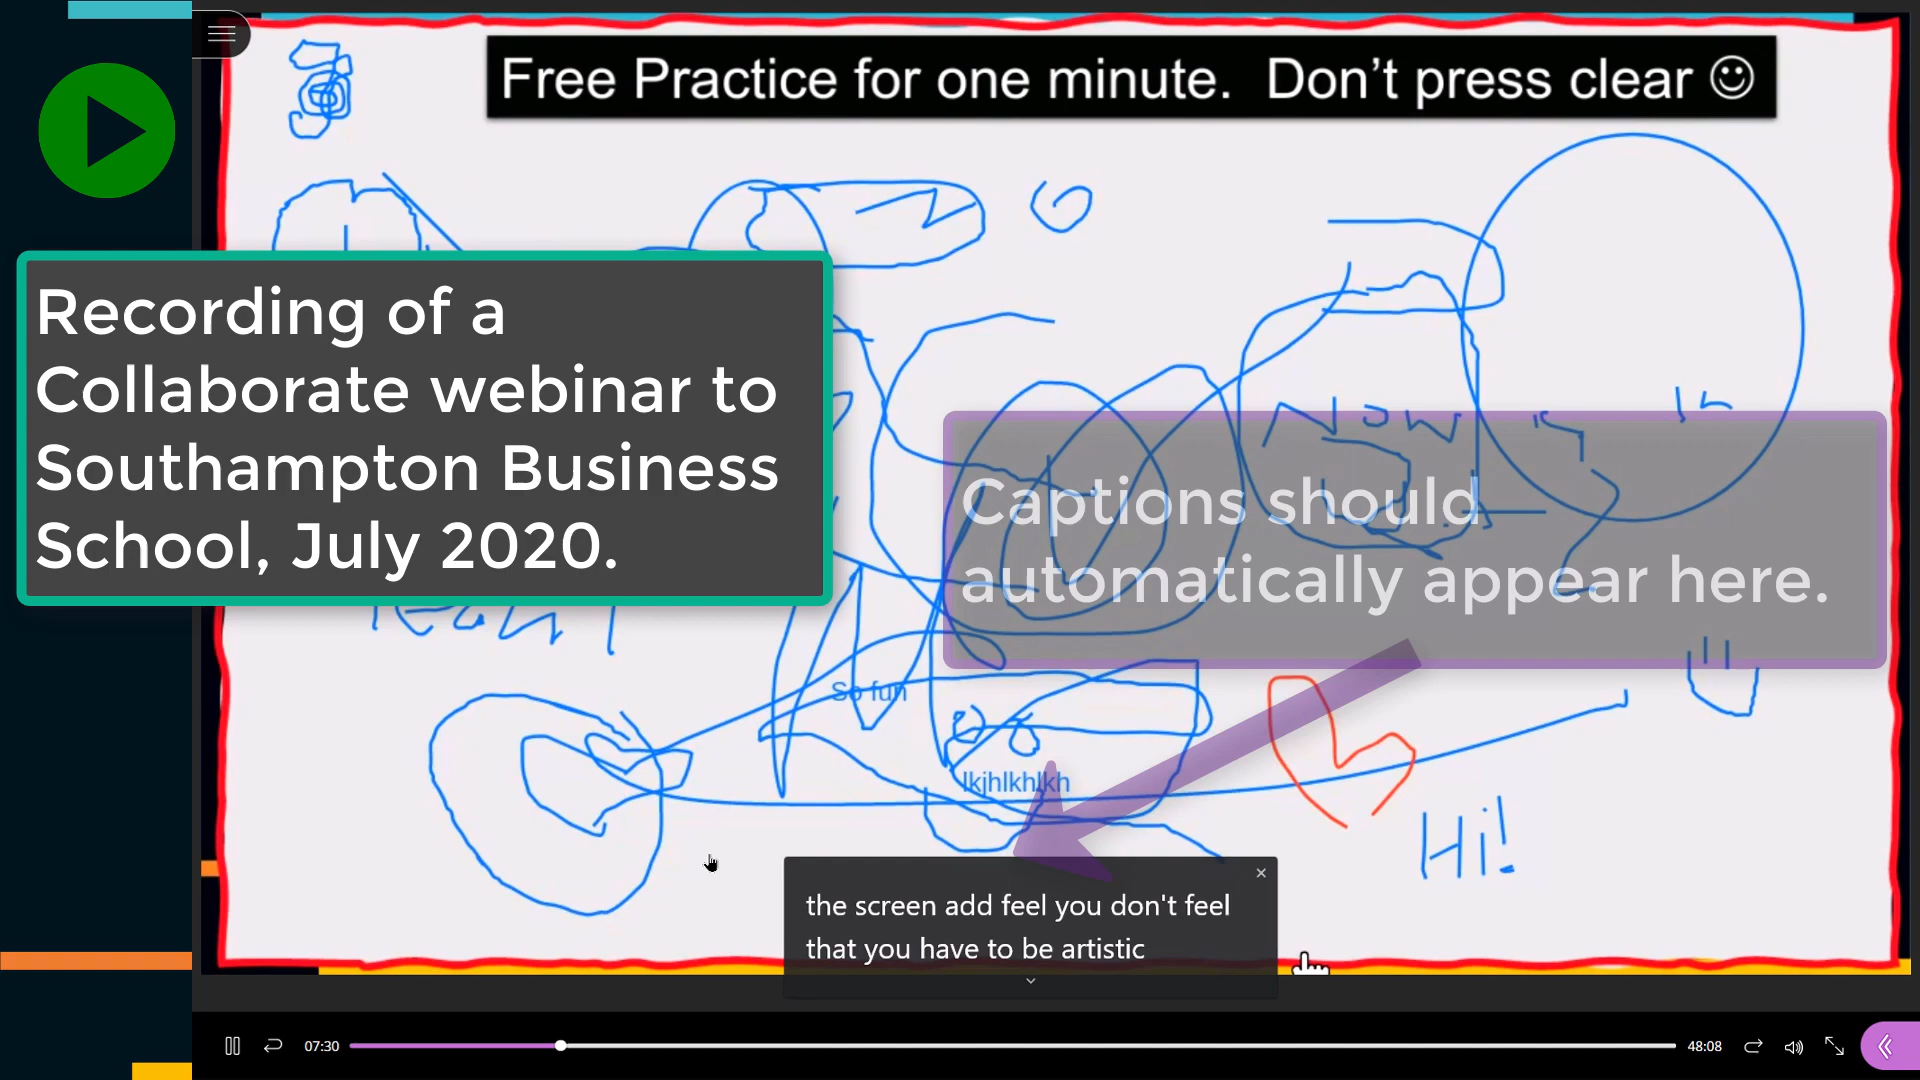 Free Practice for one minute. Don't press clear ☺
Recording of a
Collaborate webinar to
Southampton Business
School, July 2020.
Now
Captions should
automatically appear here.
So fun
lkjhlkhlkh
Hi!
the screen add feel you don't feel
that you have to be artistic
07:30
48:08